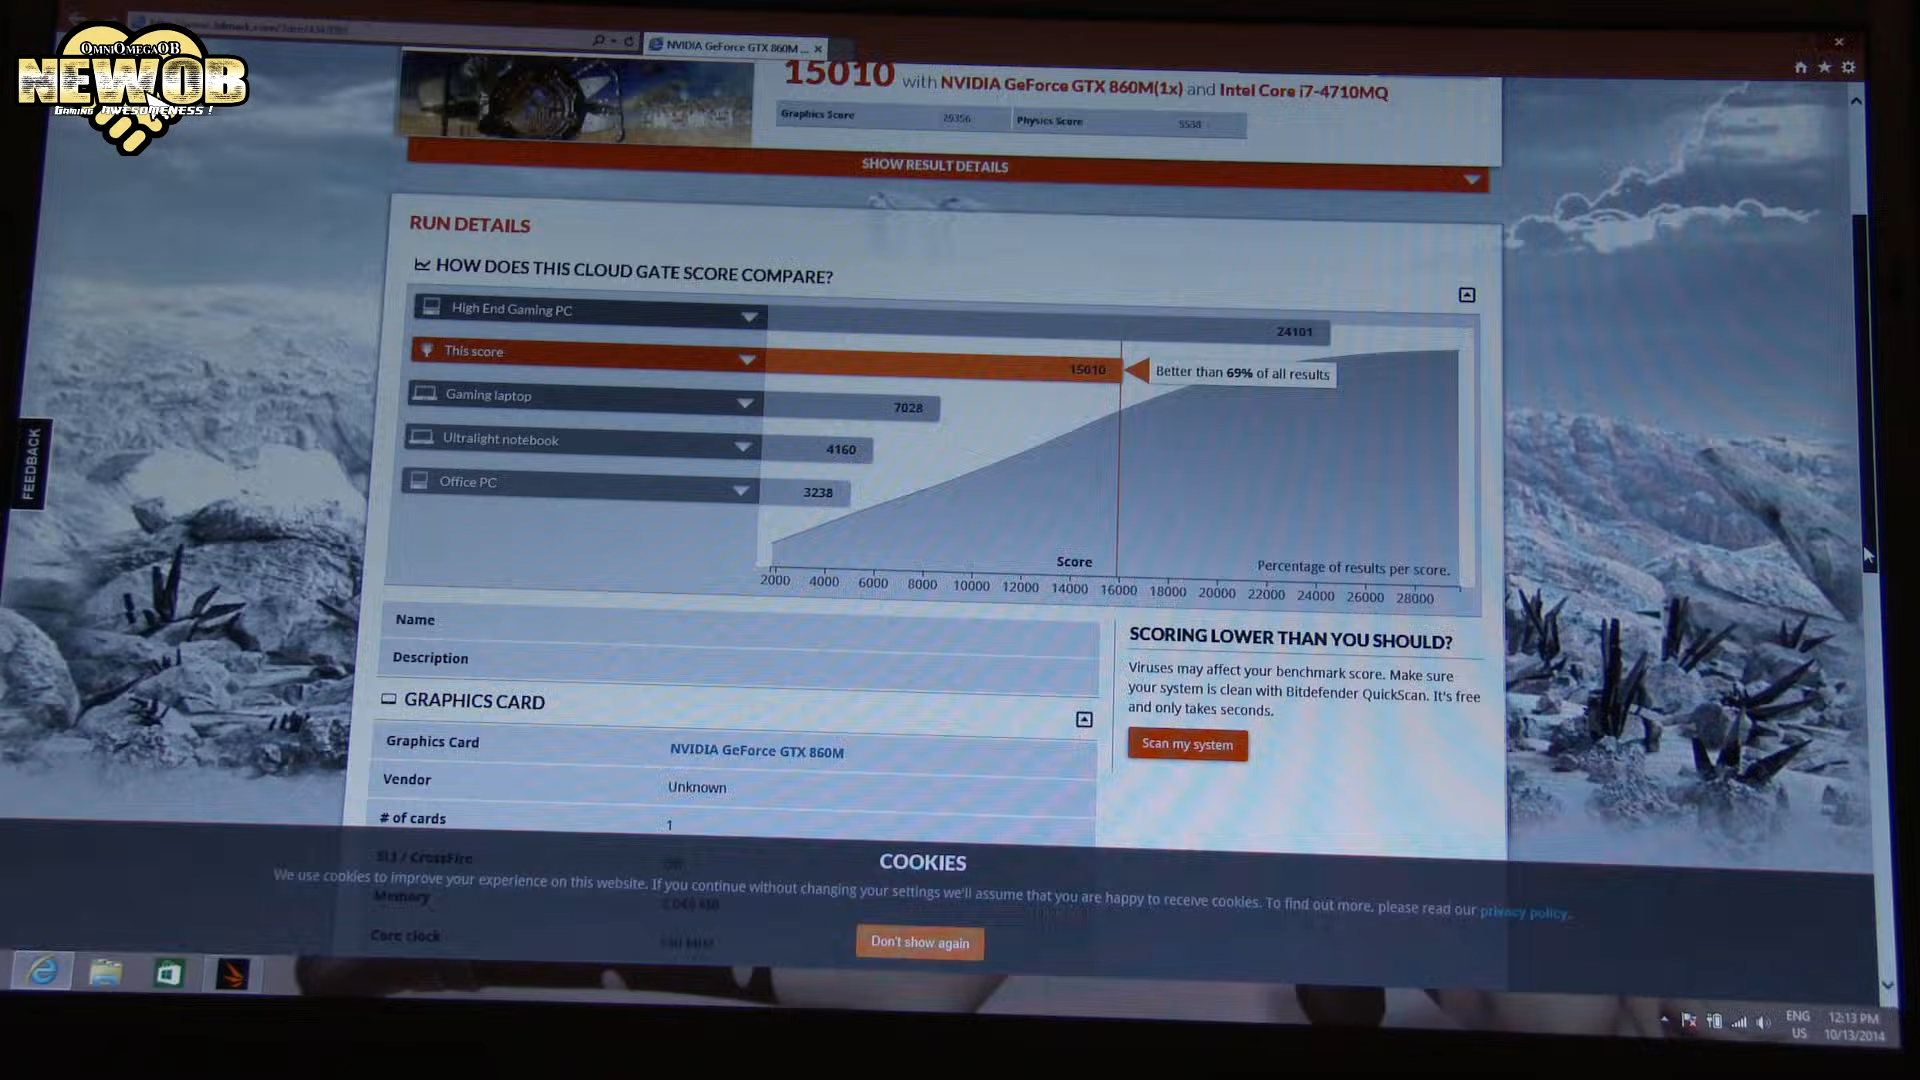 OMNIOMEGAOB
NEW OB
GAMING AWESOMENESS !
NVIDIA GeForce GTX 860M ...
15010 with NVIDIA GeForce GTX 860M(1x) and Intel Core i7-4710MQ
Graphics Score Physics Score
SHOW RESULT DETAILS
RUN DETAILS
HOW DOES THIS CLOUD GATE SCORE COMPARE?
High End Gaming PC 24101
This score 15010 Better than 69% of all results
Gaming laptop 7028
Ultralight notebook 4160
Office PC 3238
FEEDBACK
Score Percentage of results per score.
2000 4000 6000 8000 10000 12000 14000 16000 18000 20000 22000 24000 26000 28000
Name
Description
SCORING LOWER THAN YOU SHOULD?
Viruses may affect your benchmark score. Make sure
your system is clean with Bitdefender QuickScan. It's free
and only takes seconds.
Scan my system
GRAPHICS CARD
Graphics Card NVIDIA GeForce GTX 860M
Vendor Unknown
# of cards 1
SLI / CrossFire
COOKIES
We use cookies to improve your experience on this website. If you continue without changing your settings we'll assume that you are happy to receive cookies. To find out more, please read our privacy policy.
Memory
Core clock
Don't show again
ENG
US
12:13 PM
10/13/2014